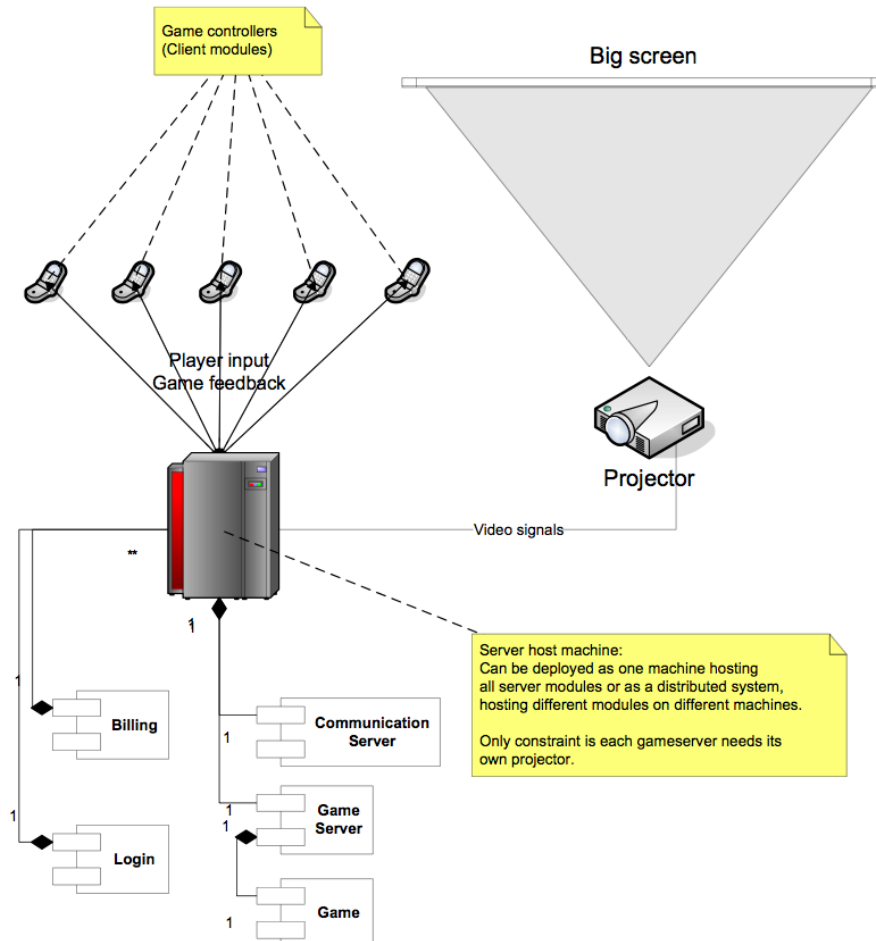 Game controllers
(Client modules)
Big screen
Player input
Game feedback
Projector
Video signals
**
1
1
Server host machine:
Can be deployed as one machine hosting
all server modules or as a distributed system,
hosting different modules on different machines.
Only constraint is each gameserver needs its
own projector.
1
Billing
Communication
Server
1
1
Game
Server
1
1
Login
Game
1